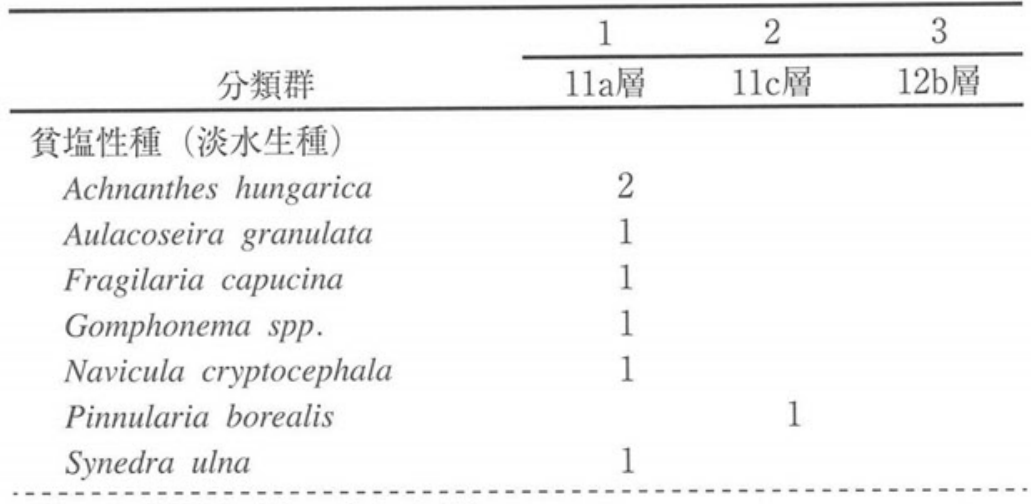 1 2 3
分類群 11a層 11c層 12b層
貧塩性種（淡水生種）
Achnanthes hungarica 2
Aulacoseira granulata 1
Fragilaria capucina 1
Gomphonema spp. 1
Navicula cryptocephala 1
Pinnularia borealis 1
Synedra ulna 1